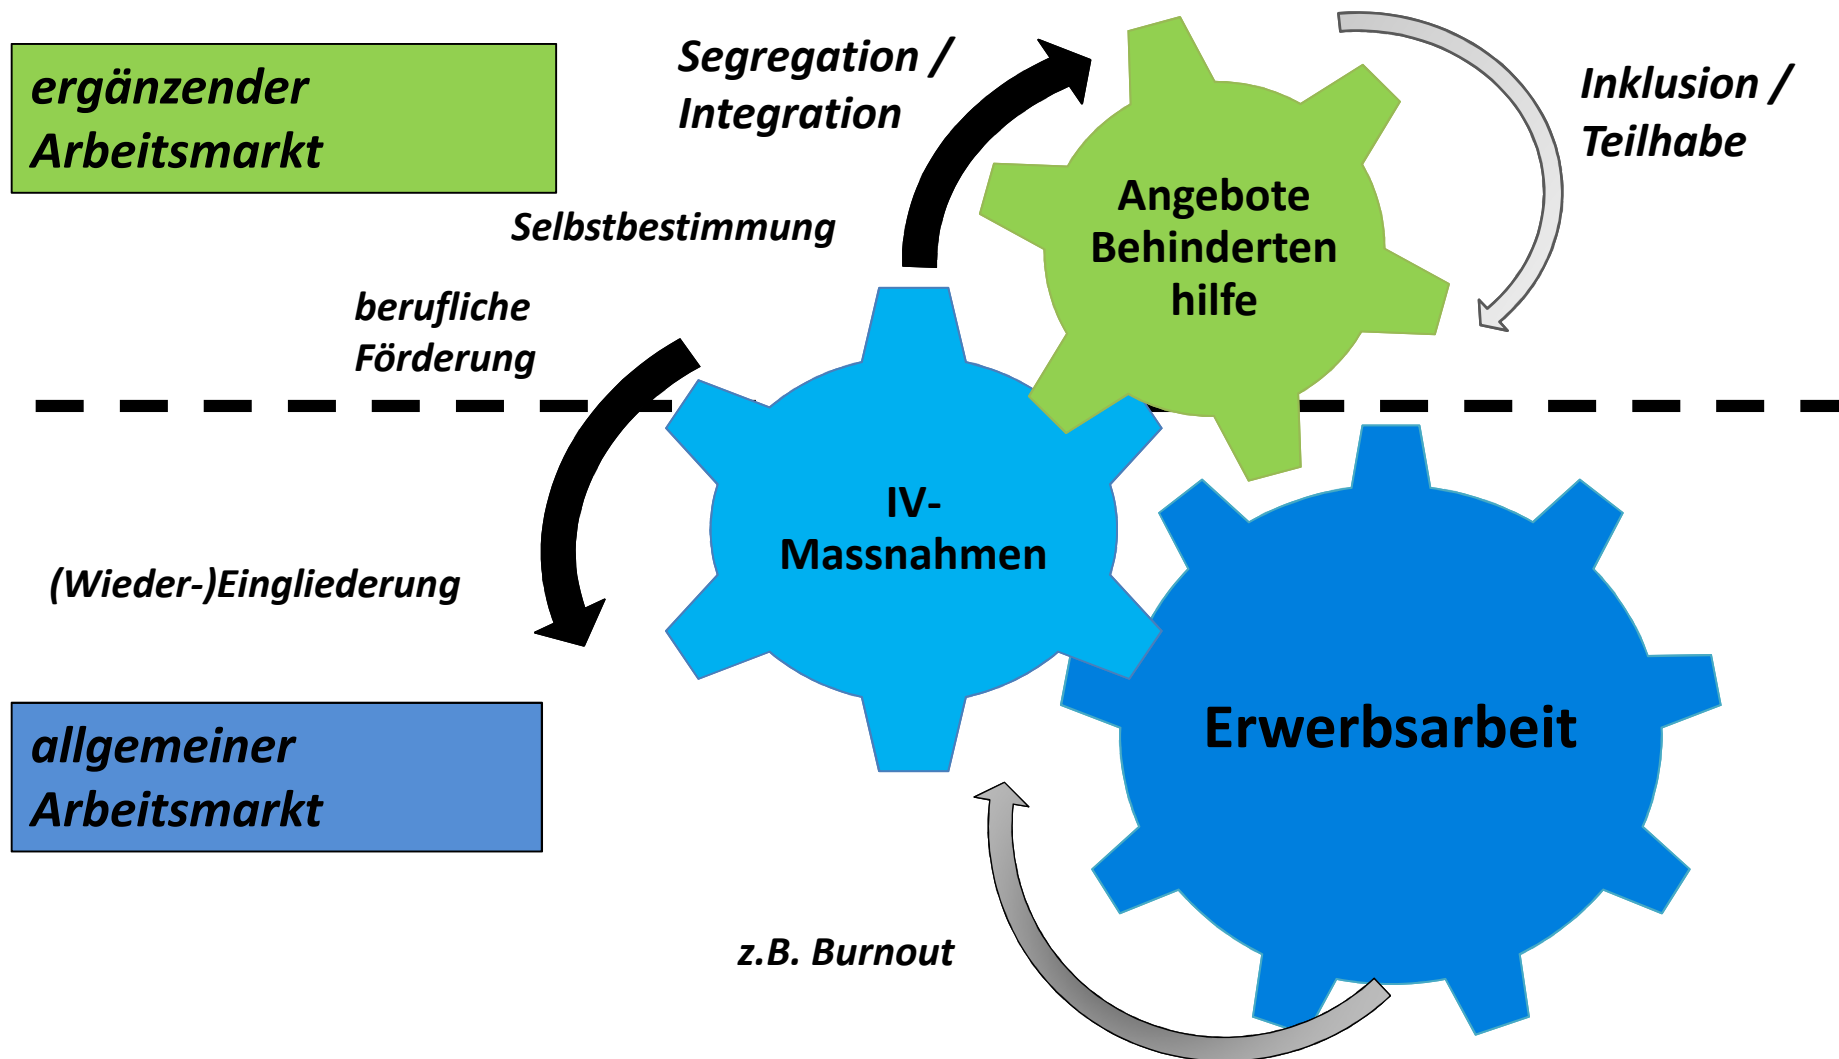 ergänzender
Arbeitsmarkt
Segregation /
Integration
Inklusion /
Teilhabe
Selbstbestimmung
Angebote
Behinderten
hilfe
berufliche
Förderung
IV-
Massnahmen
(Wieder-)Eingliederung
Erwerbsarbeit
allgemeiner
Arbeitsmarkt
z.B. Burnout